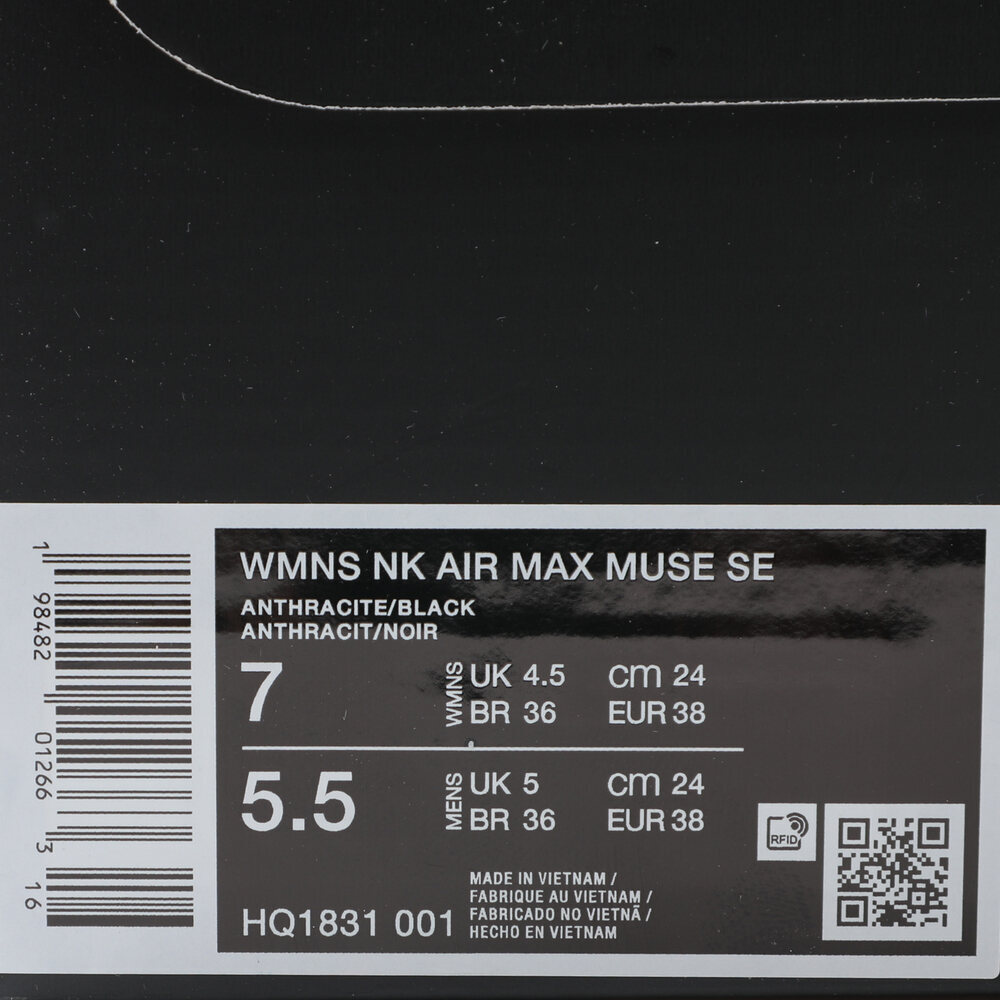 WMNS NK AIR MAX MUSE SE
ANTHRACITE/BLACK
ANTHRACIT/NOIR
7
WMNS
UK 4.5 cm 24
BR 36 EUR 38
5.5
MENS
UK 5 cm 24
BR 36 EUR 38
HQ1831 001
MADE IN VIETNAM /
FABRIQUE AU VIETNAM /
FABRICADO NO VIETNÃ /
HECHO EN VIETNAM
RFID
1 98482 01266 3 16